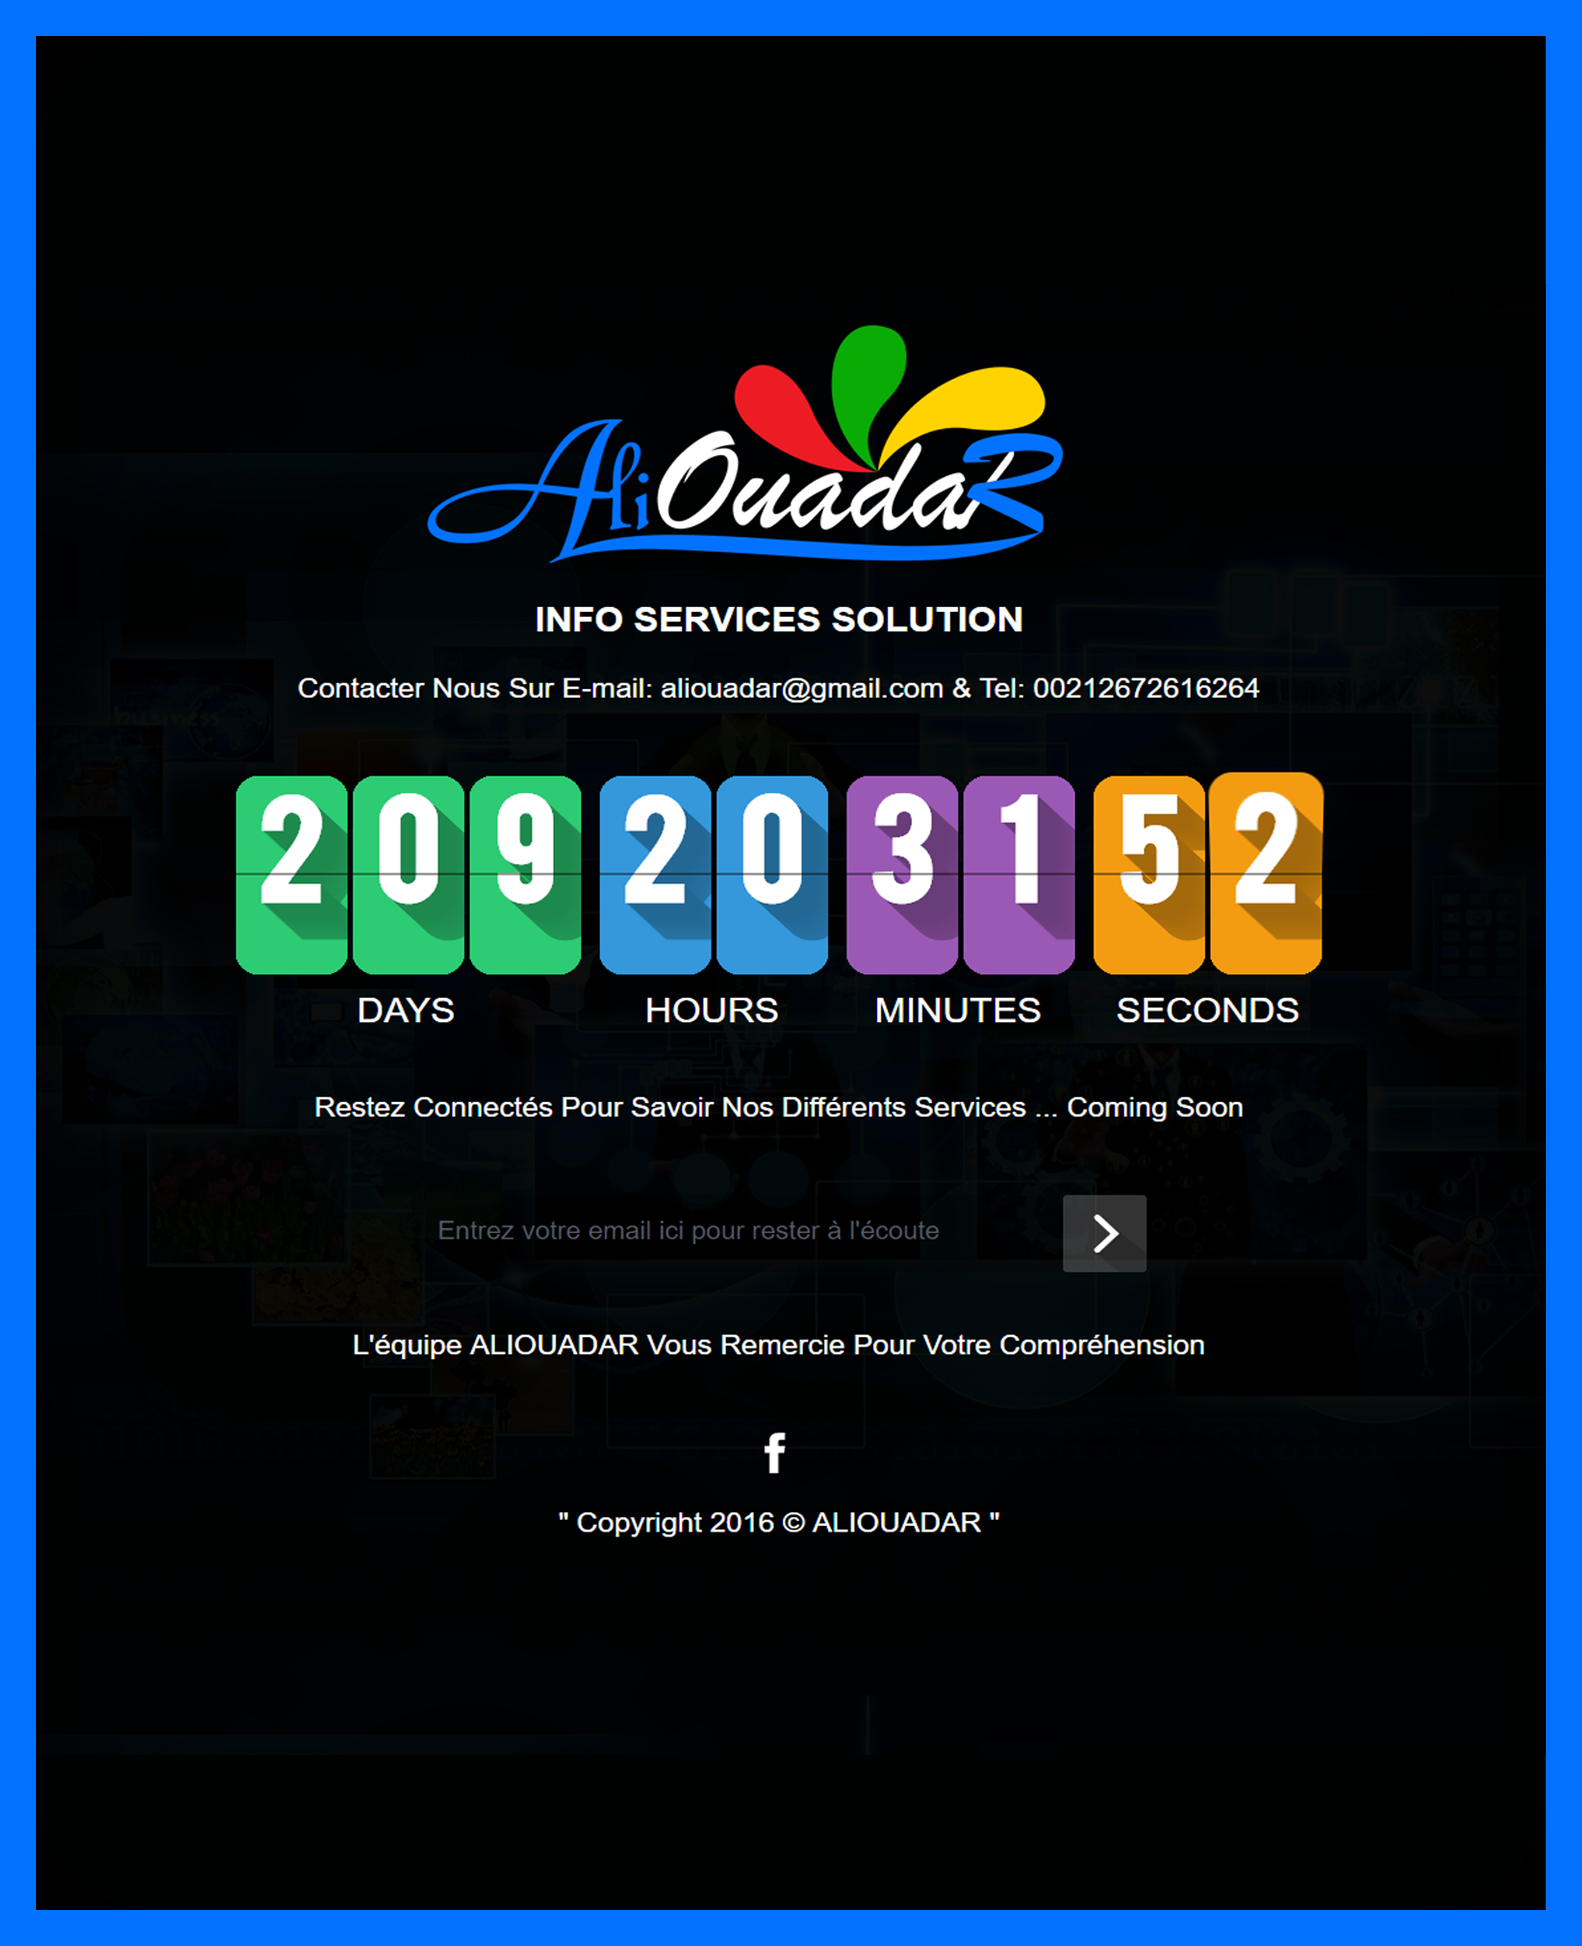 AliOuadaR
INFO SERVICES SOLUTION
Contacter Nous Sur E-mail: aliouadar@gmail.com & Tel: 00212672616264
209 20 31 52
DAYS HOURS MINUTES SECONDS
Restez Connectés Pour Savoir Nos Différents Services ... Coming Soon
Entrez votre email ici pour rester à l'écoute
L'équipe ALIOUADAR Vous Remercie Pour Votre Compréhension
f
" Copyright 2016 © ALIOUADAR "